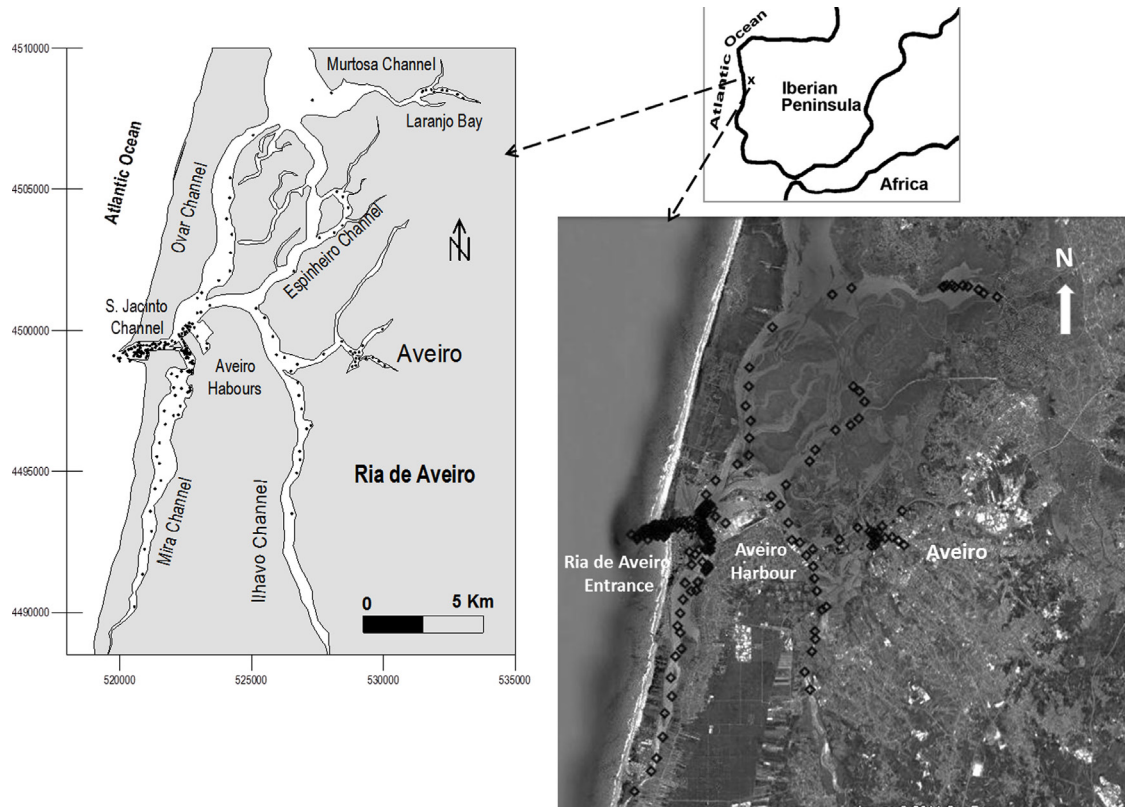 4510000
4505000
4500000
4495000
4490000
520000
525000
530000
535000
Murtosa Channel
Laranjo Bay
Atlantic Ocean
Ovar Channel
Espinheiro Channel
N
S. Jacinto
Channel
Aveiro
Habours
Aveiro
Mira Channel
Ilhavo Channel
Ria de Aveiro
0
5 Km
Atlantic Ocean
x
Iberian
Peninsula
Africa
N
Ria de Aveiro
Entrance
Aveiro
Harbour
Aveiro